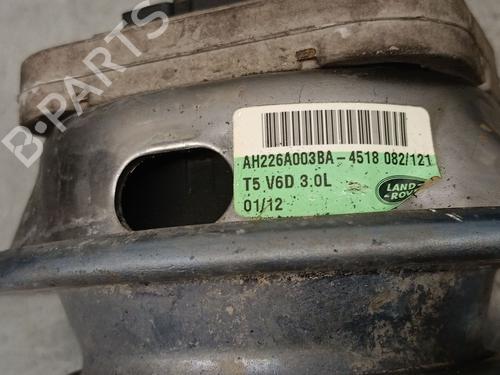 B-PARTS
AH226A003BA-4518 082/121
T5 V6D 3.0L
01/12
LAND-
ROVER